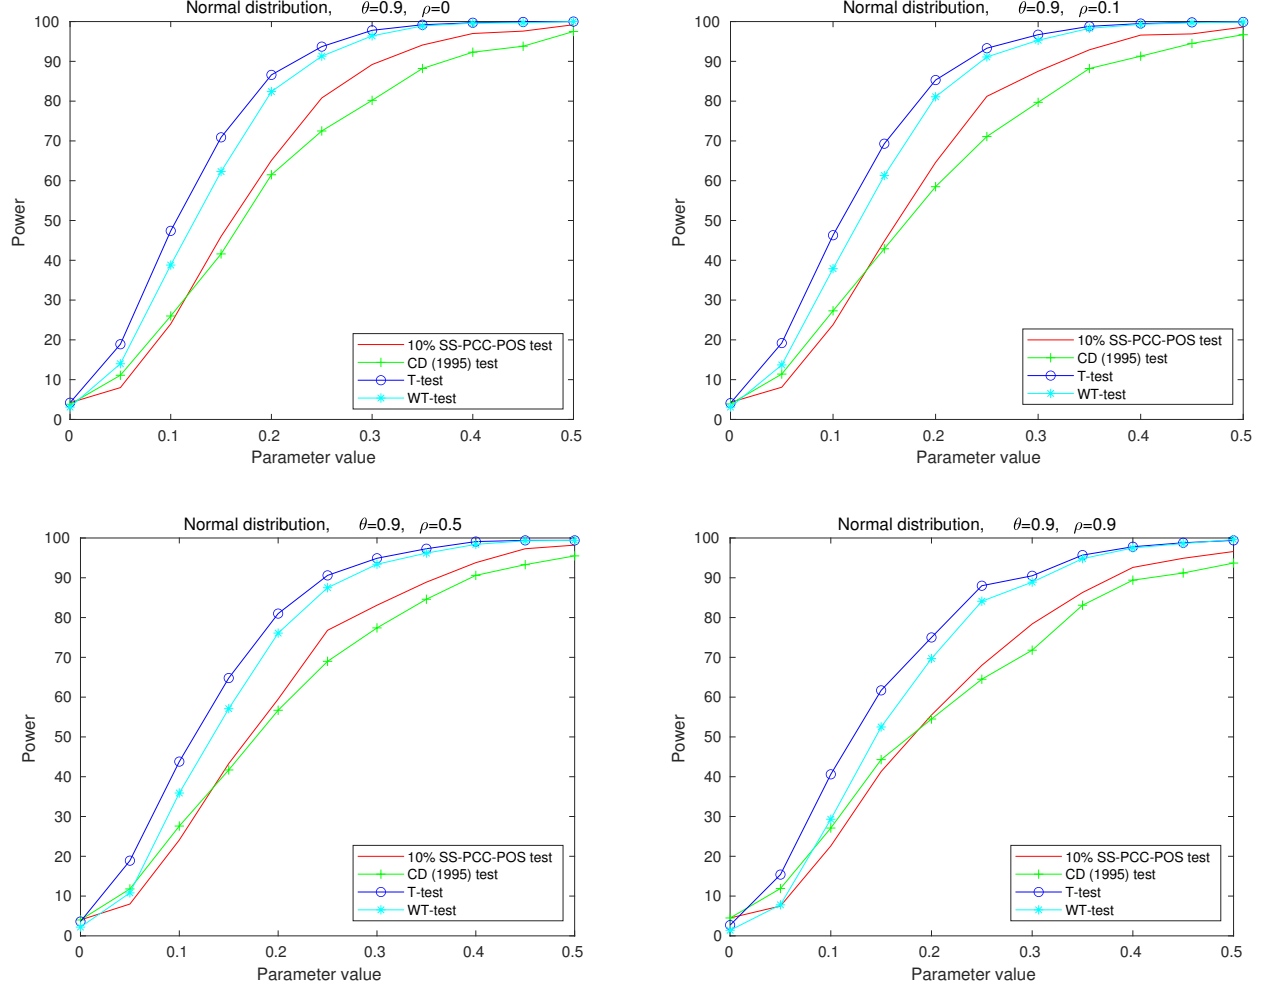 Normal distribution, θ=0.9, ρ=0
100
90
80
70
60
50
40
30
20
10
0
Power
0 0.1 0.2 0.3 0.4 0.5
Parameter value
10% SS-PCC-POS test
CD (1995) test
T-test
WT-test
Normal distribution, θ=0.9, ρ=0.1
100
90
80
70
60
50
40
30
20
10
0
Power
0 0.1 0.2 0.3 0.4 0.5
Parameter value
10% SS-PCC-POS test
CD (1995) test
T-test
WT-test
Normal distribution, θ=0.9, ρ=0.5
100
90
80
70
60
50
40
30
20
10
0
Power
0 0.1 0.2 0.3 0.4 0.5
Parameter value
10% SS-PCC-POS test
CD (1995) test
T-test
WT-test
Normal distribution, θ=0.9, ρ=0.9
100
90
80
70
60
50
40
30
20
10
0
Power
0 0.1 0.2 0.3 0.4 0.5
Parameter value
10% SS-PCC-POS test
CD (1995) test
T-test
WT-test